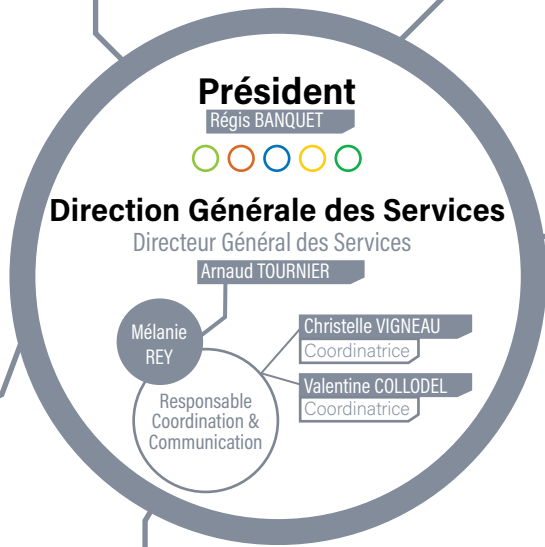 Président
Régis BANQUET
Direction Générale des Services
Directeur Général des Services
Arnaud TOURNIER
Mélanie
REY
Responsable
Coordination &
Communication
Christelle VIGNEAU
Coordinatrice
Valentine COLLODEL
Coordinatrice